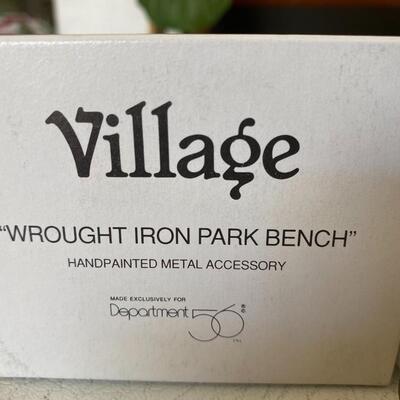 Village
"WROUGHT IRON PARK BENCH"
HANDPAINTED METAL ACCESSORY
MADE EXCLUSIVELY FOR
Department 56 ®©